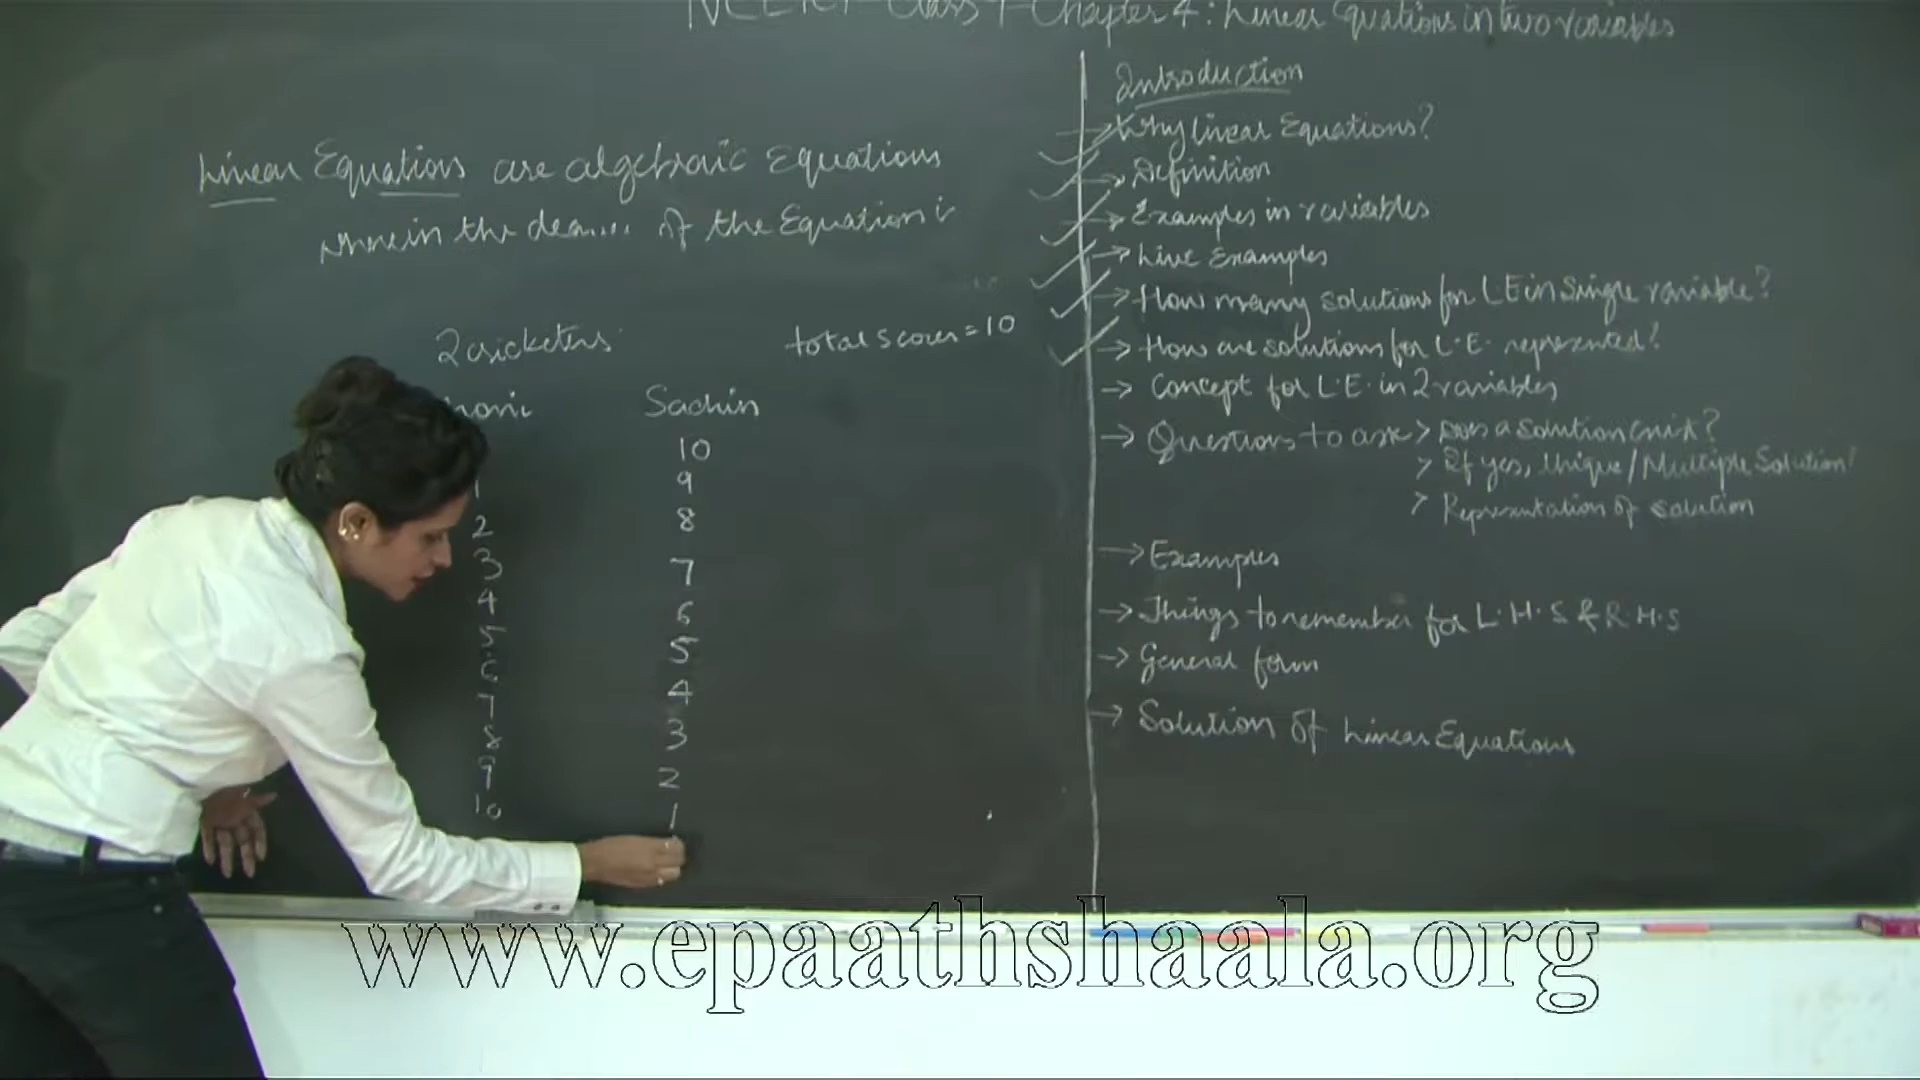 Class 9 - Chapter 4: Linear Equations in two variables
Linear Equations are algebraic Equations
wherein the of the Equation
2 cricketers total scores = 10
Sachin
10
1 9
2 8
3 7
4 6
5 5
6 4
7 3
8 2
9 1
10
Introduction
→ Why linear Equations?
→ Definition
→ Examples in variables
→ Live Examples
→ How many solutions for LE in Single variable?
→ How are solutions for L.E. represented?
→ Concept for L.E. in 2 variables
→ Questions to ask > Does a solution exist?
> If yes, Unique/Multiple Solution?
> Representation of solution
→ Examples
→ Things to remember for L.H.S & R.H.S
→ General form
→ Solution of Linear Equations
www.epaathshaala.org